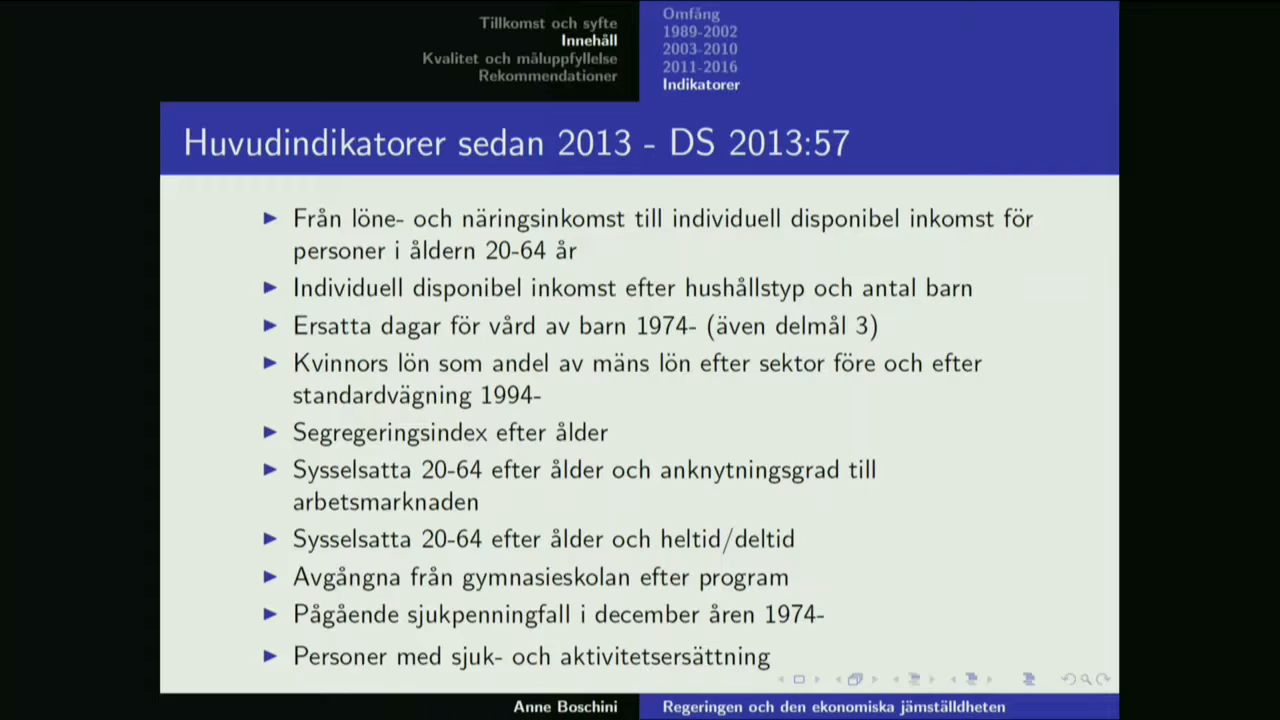 Tillkomst och syfte
Innehåll
Kvalitet och måluppfyllelse
Rekommendationer
Omfång
1989-2002
2003-2010
2011-2016
Indikatorer
Huvudindikatorer sedan 2013 - DS 2013:57
Från löne- och näringsinkomst till individuell disponibel inkomst för
personer i åldern 20-64 år
Individuell disponibel inkomst efter hushållstyp och antal barn
Ersatta dagar för vård av barn 1974- (även delmål 3)
Kvinnors lön som andel av mäns lön efter sektor före och efter
standardvägning 1994-
Segregeringsindex efter ålder
Sysselsatta 20-64 efter ålder och anknytningsgrad till
arbetsmarknaden
Sysselsatta 20-64 efter ålder och heltid/deltid
Avgångna från gymnasieskolan efter program
Pågående sjukpenningfall i december åren 1974-
Personer med sjuk- och aktivitetsersättning
Anne Boschini
Regeringen och den ekonomiska jämställdheten